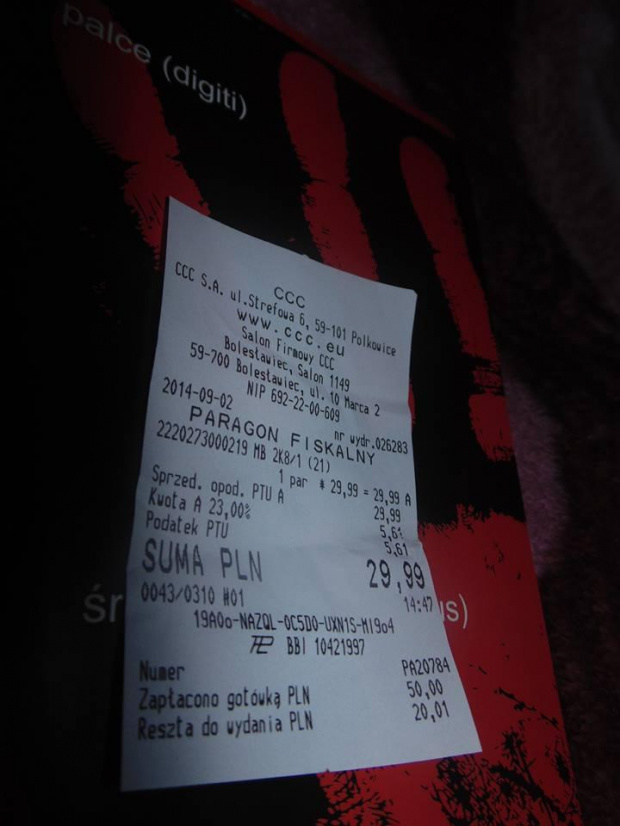 palce (digiti)
CCC
CCC S.A. ul.Strefowa 6, 59-101 Polkowice
www.ccc.eu
Salon Firmowy CCC
Bolesławiec, Salon 1149
59-700 Bolesławiec, ul. 10 Marca 2
NIP 692-22-00-609
2014-09-02 nr wydr.026283
PARAGON FISKALNY
2220273000219 MB 2K8/1 (21)
1 par * 29,99 = 29,99 A
Sprzed. opod. PTU A 29,99
Kwota A 23,00% 5,61
Podatek PTU 5,61
SUMA PLN 29,99
0043/0310 #01 14:47
19A0o-NAZQL-0C5D0-UXN1S-MI9o4
BBI 10421997
Numer PA20784
Zapłacono gotówką PLN 50,00
Reszta do wydania PLN 20,01
śr us)